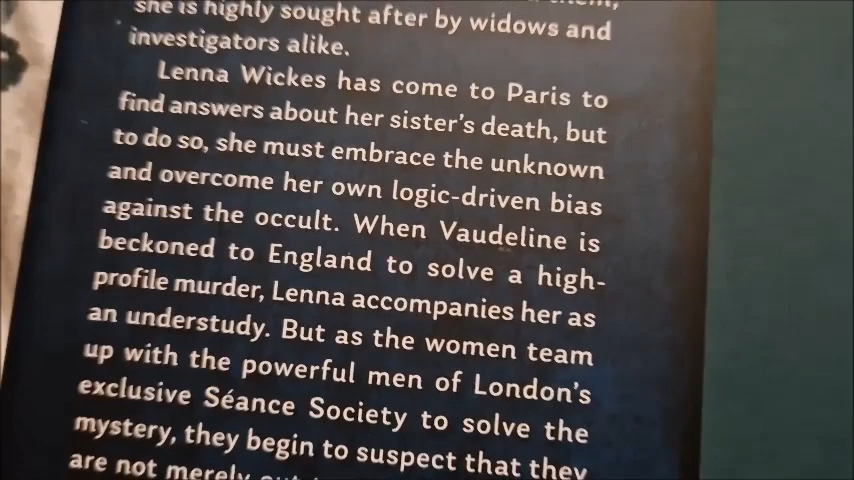 she is highly sought after by widows and
investigators alike.
Lenna Wickes has come to Paris to
find answers about her sister's death, but
to do so, she must embrace the unknown
and overcome her own logic-driven bias
against the occult. When Vaudeline is
beckoned to England to solve a high-
profile murder, Lenna accompanies her as
an understudy. But as the women team
up with the powerful men of London's
exclusive Séance Society to solve the
mystery, they begin to suspect that they
are not merely